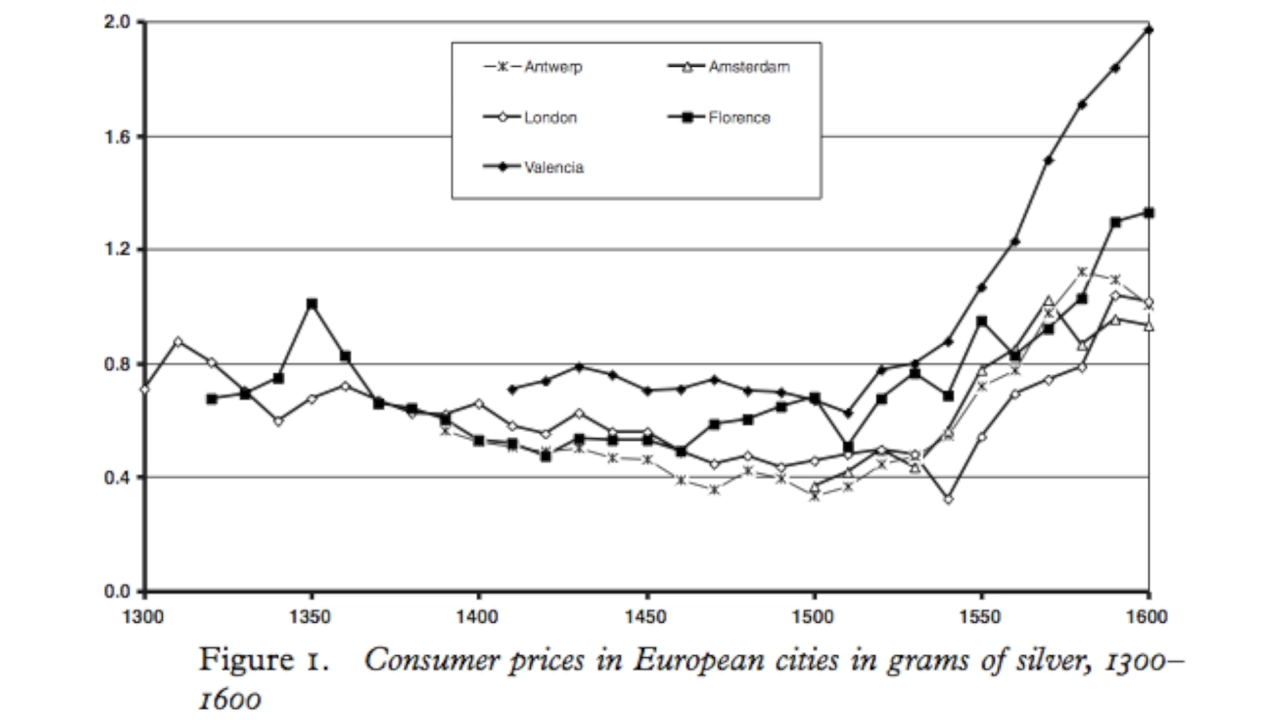 2.0
Antwerp Amsterdam
London Florence
1.6
Valencia
1.2
0.8
0.4
0.0
1300 1350 1400 1450 1500 1550 1600
Figure 1. Consumer prices in European cities in grams of silver, 1300–
1600